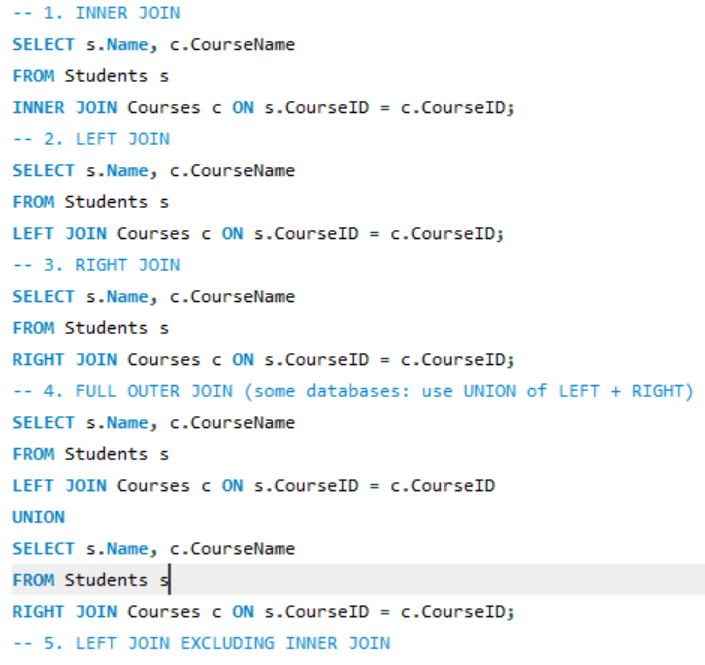 -- 1. INNER JOIN
SELECT s.Name, c.CourseName
FROM Students s
INNER JOIN Courses c ON s.CourseID = c.CourseID;
-- 2. LEFT JOIN
SELECT s.Name, c.CourseName
FROM Students s
LEFT JOIN Courses c ON s.CourseID = c.CourseID;
-- 3. RIGHT JOIN
SELECT s.Name, c.CourseName
FROM Students s
RIGHT JOIN Courses c ON s.CourseID = c.CourseID;
-- 4. FULL OUTER JOIN (some databases: use UNION of LEFT + RIGHT)
SELECT s.Name, c.CourseName
FROM Students s
LEFT JOIN Courses c ON s.CourseID = c.CourseID
UNION
SELECT s.Name, c.CourseName
FROM Students s
RIGHT JOIN Courses c ON s.CourseID = c.CourseID;
-- 5. LEFT JOIN EXCLUDING INNER JOIN